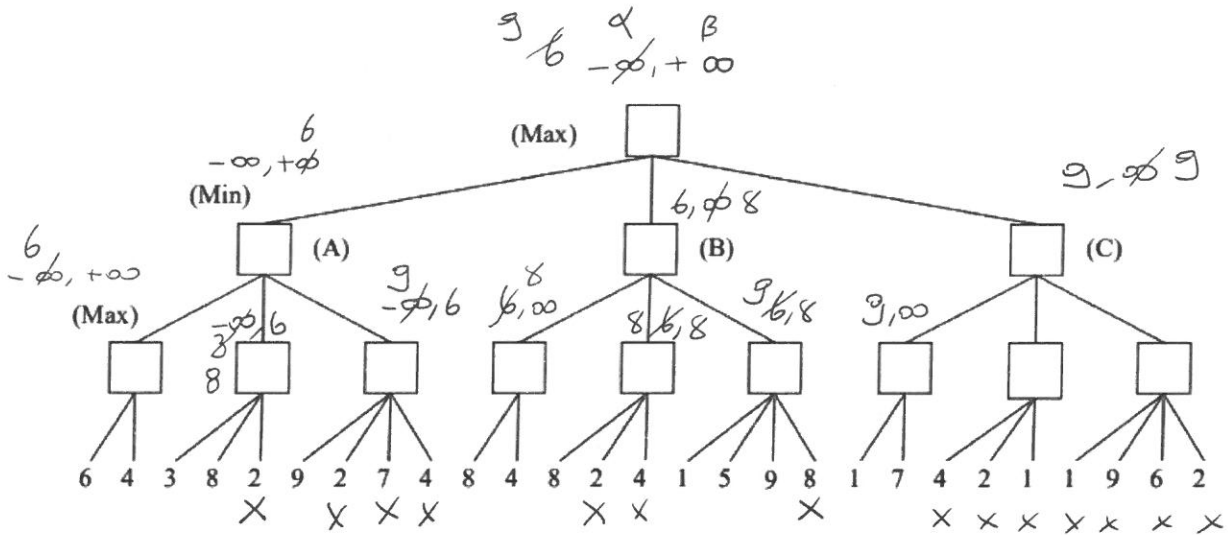 9 6 α β
-∞, + ∞
(Max)
6
-∞, +∞
(Min)
9 - ∞ 9
6, ∞ 8
(A) (B) (C)
6
-∞, +∞
(Max)
-∞, 6
3
8
9
-∞, 6
8
6, ∞
8 6, 8
9 6, 8
9, ∞
6 4 3 8 2 9 2 7 4 8 4 8 2 4 1 5 9 8 1 7 4 2 1 1 9 6 2
X X X X X X X X X X X X X X